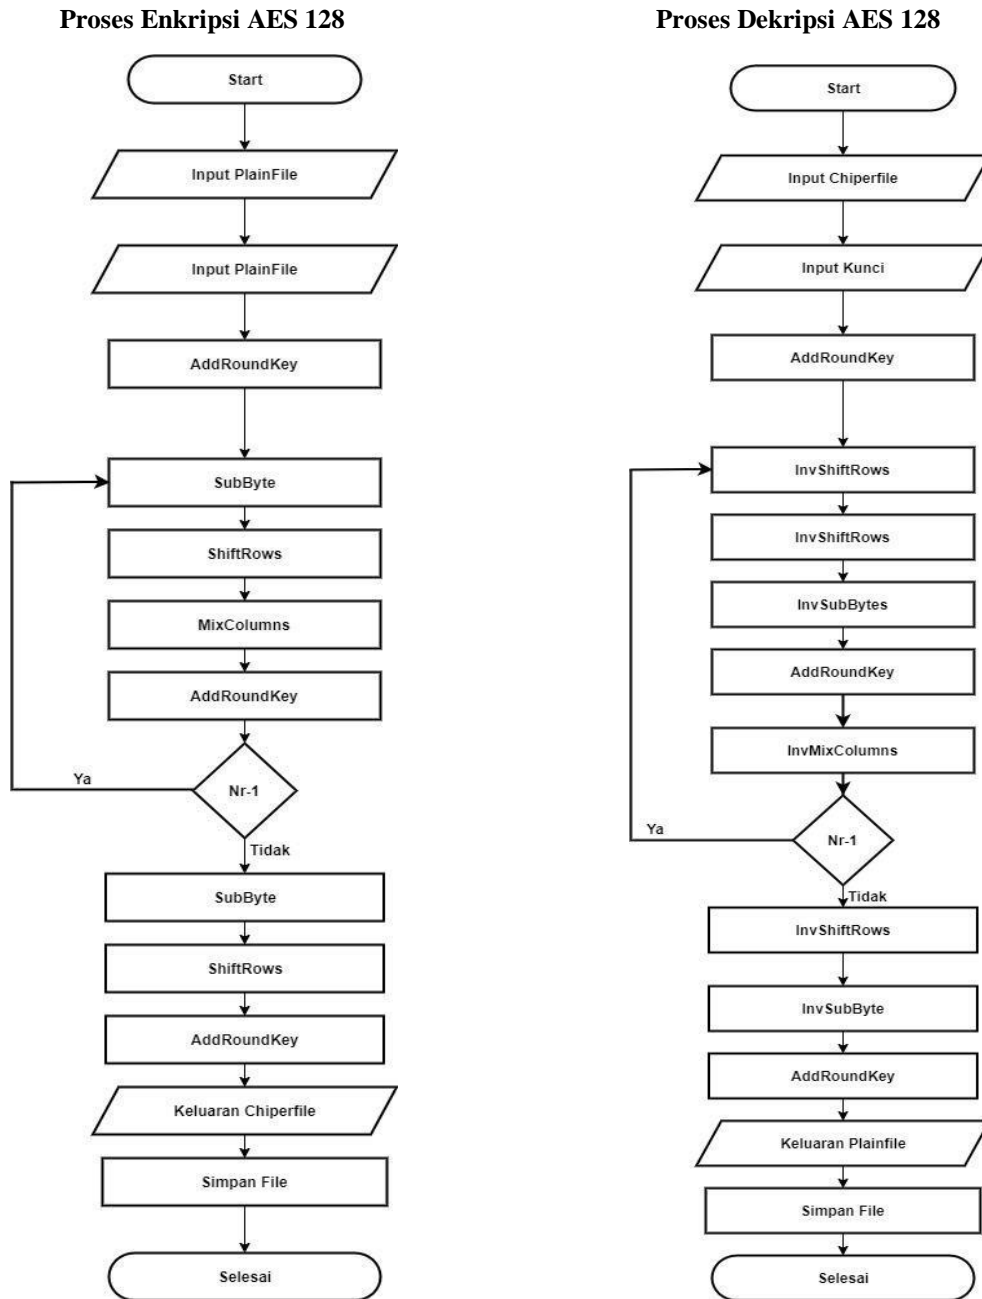 Proses Enkripsi AES 128
Start
Input PlainFile
Input PlainFile
AddRoundKey
SubByte
ShiftRows
MixColumns
AddRoundKey
Nr-1
Ya
Tidak
SubByte
ShiftRows
AddRoundKey
Keluaran Chiperfile
Simpan File
Selesai
Proses Dekripsi AES 128
Start
Input Chiperfile
Input Kunci
AddRoundKey
InvShiftRows
InvShiftRows
InvSubBytes
AddRoundKey
InvMixColumns
Nr-1
Ya
Tidak
InvShiftRows
InvSubByte
AddRoundKey
Keluaran Plainfile
Simpan File
Selesai